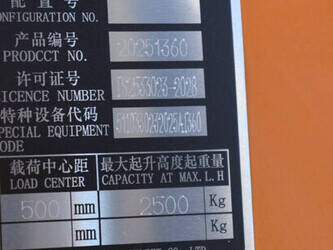 配置号
ONFIGURATION NO.
产品编号 20251360
PRODCCT NO.
许可证号
ICENCE NUMBER TS2533023-2028
特种设备代码
PECIAL EQUIPMENT
ODE
载荷中心距 最大起升高度起重量
LOAD CENTER CAPACITY AT MAX. L. H
500 mm 2500 Kg
mm Kg